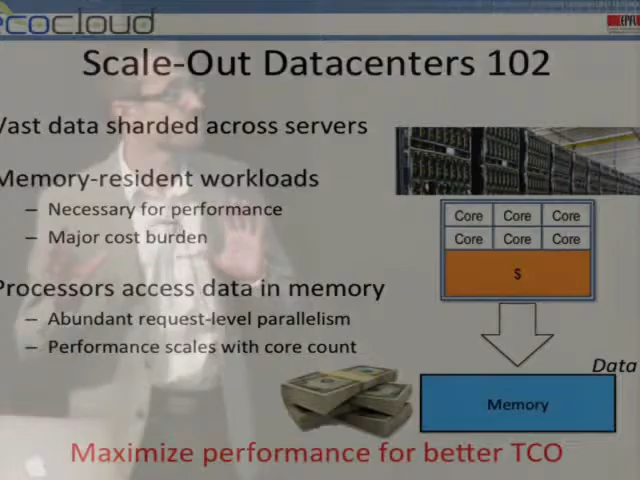 ecocloud
EPFL
Scale-Out Datacenters 102
Vast data sharded across servers
Memory-resident workloads
– Necessary for performance
– Major cost burden
Processors access data in memory
– Abundant request-level parallelism
– Performance scales with core count
Core Core Core
Core Core Core
$
Data
Memory
Maximize performance for better TCO